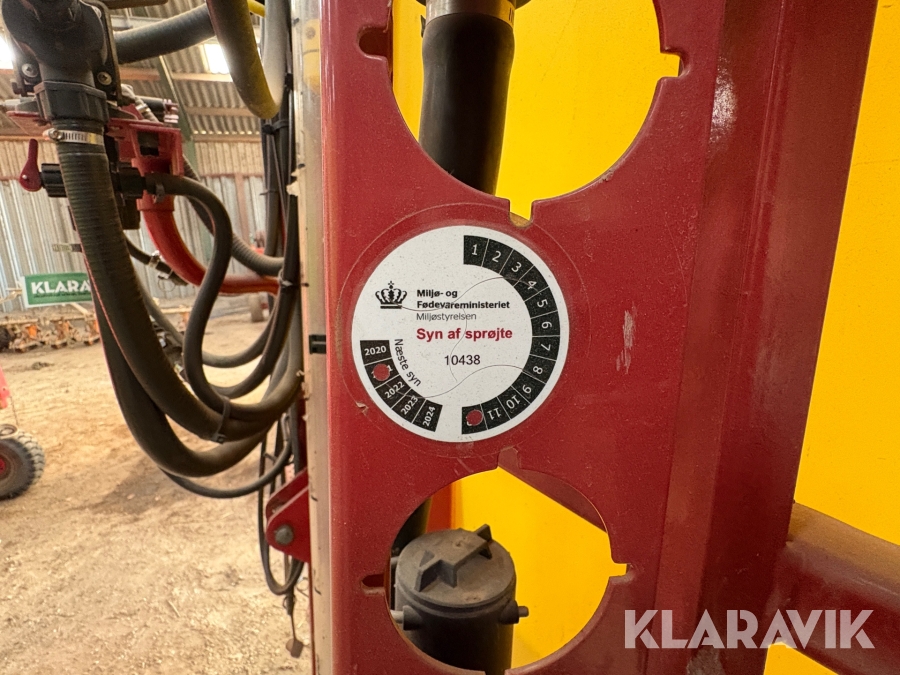 KLARAVIK
KLARA
1 2 3 4 5 6 7 8 9 10 11
Miljø- og
Fødevareministeriet
Miljøstyrelsen
Syn af sprøjte
10438
Næste syn
2020
2022
2023
2024
KLARAVIK